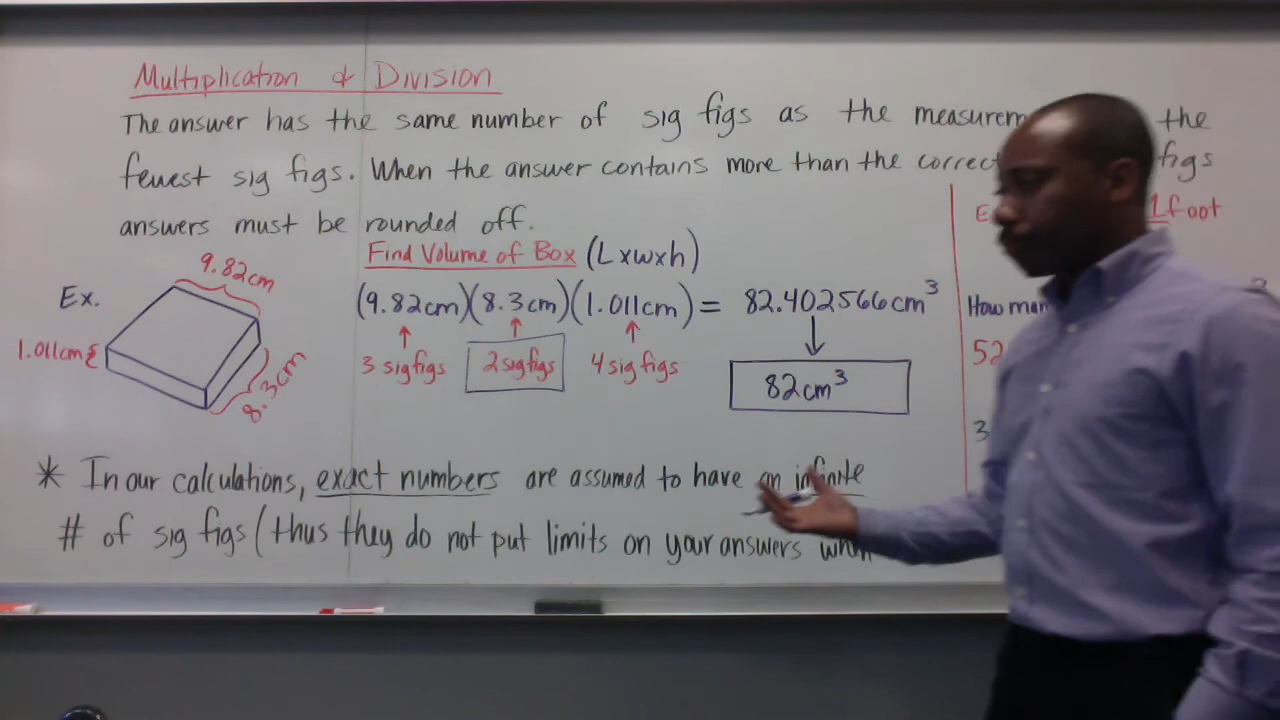 Multiplication & Division
The answer has the same number of sig figs as the the
fewest sig figs. When the answer contains more than the correct figs
answers must be rounded off.
Find Volume of Box (Lxwxh)
Ex.
9.82cm
1.011cm
8.3cm
(9.82cm)(8.3cm)(1.011cm) = 82.402566cm³
3 sig figs 2 sig figs 4 sig figs
82cm³
* In our calculations, exact numbers are assumed to have an infinite
# of sig figs (thus they do not put limits on your answers when
1foot
How
52
3